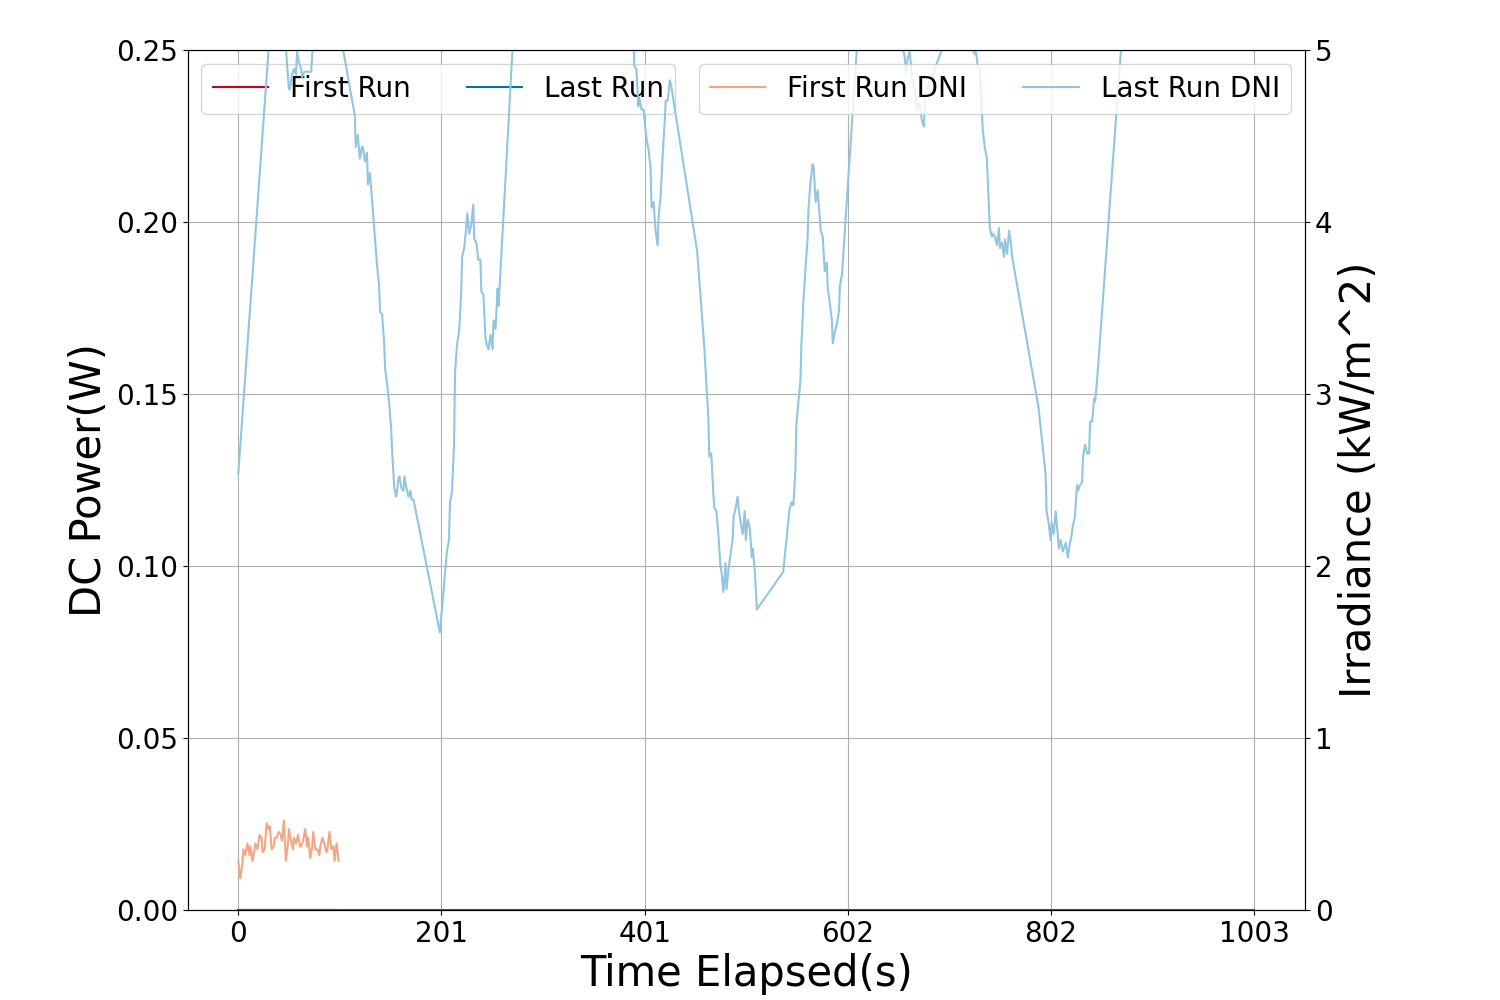 First Run
Last Run
First Run DNI
Last Run DNI
0.25
0.20
0.15
0.10
0.05
0.00
DC Power(W)
5
4
3
2
1
0
Irradiance (kW/m^2)
0
201
401
602
802
1003
Time Elapsed(s)